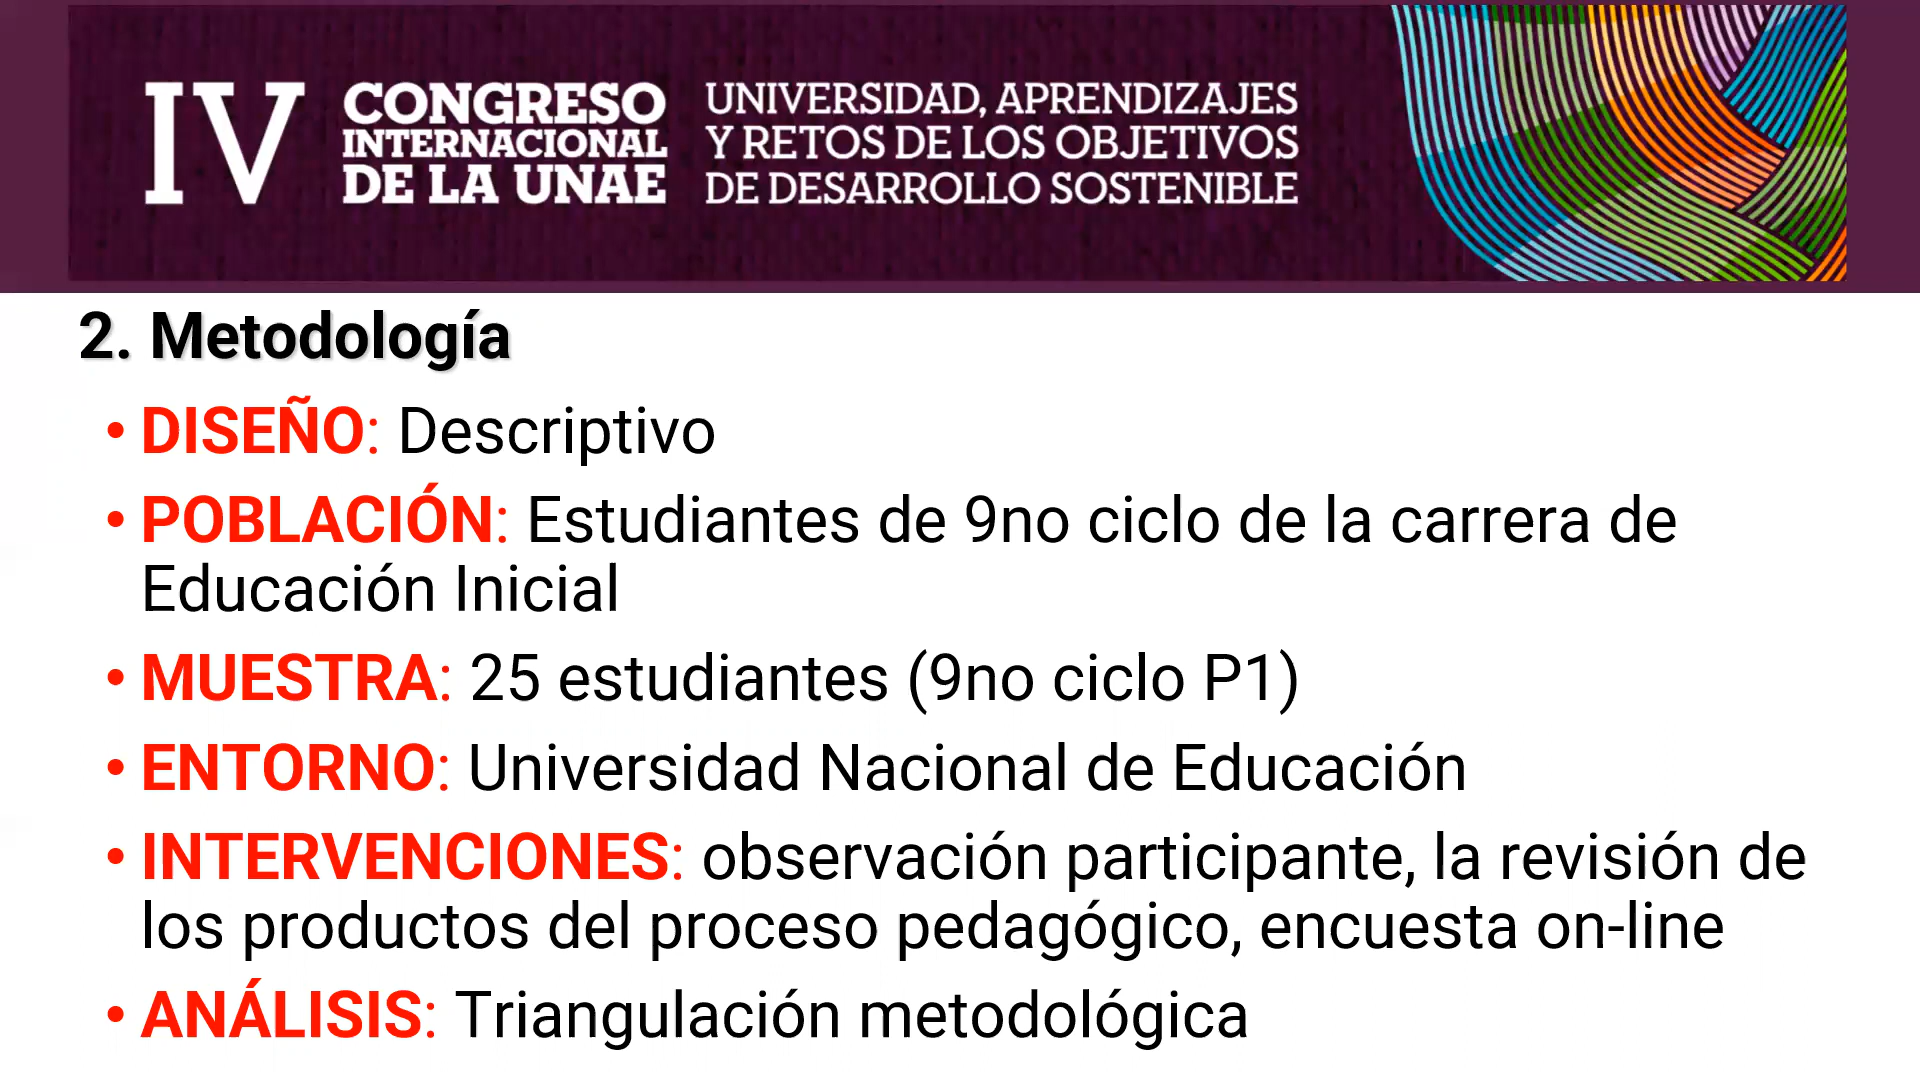 IV
CONGRESO
INTERNACIONAL
DE LA UNAE
UNIVERSIDAD, APRENDIZAJES
Y RETOS DE LOS OBJETIVOS
DE DESARROLLO SOSTENIBLE
2. Metodología
• DISEÑO: Descriptivo
• POBLACIÓN: Estudiantes de 9no ciclo de la carrera de
Educación Inicial
• MUESTRA: 25 estudiantes (9no ciclo P1)
• ENTORNO: Universidad Nacional de Educación
• INTERVENCIONES: observación participante, la revisión de
los productos del proceso pedagógico, encuesta on-line
• ANÁLISIS: Triangulación metodológica